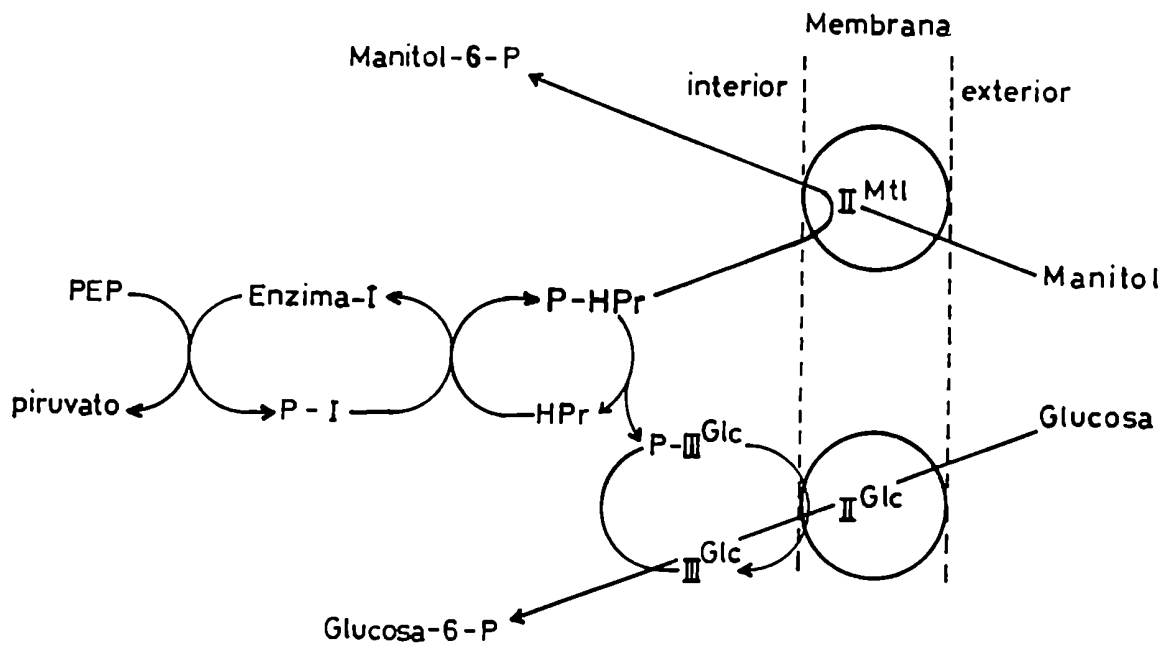 Membrana
Manitol-6-P
interior
exterior
II Mtl
Manitol
PEP
Enzima-I
P-HPr
piruvato
P-I
HPr
Glucosa
P-III Glc
II Glc
III Glc
Glucosa-6-P